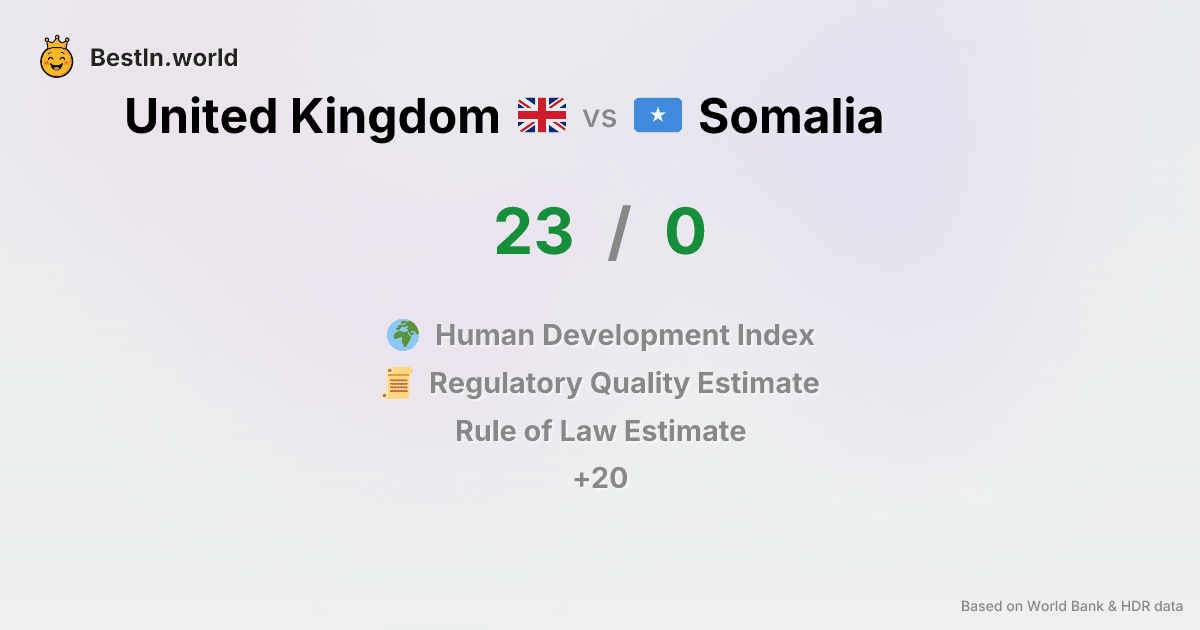 BestIn.world
United Kingdom vs Somalia
23 / 0
Human Development Index
Regulatory Quality Estimate
Rule of Law Estimate
+20
Based on World Bank & HDR data